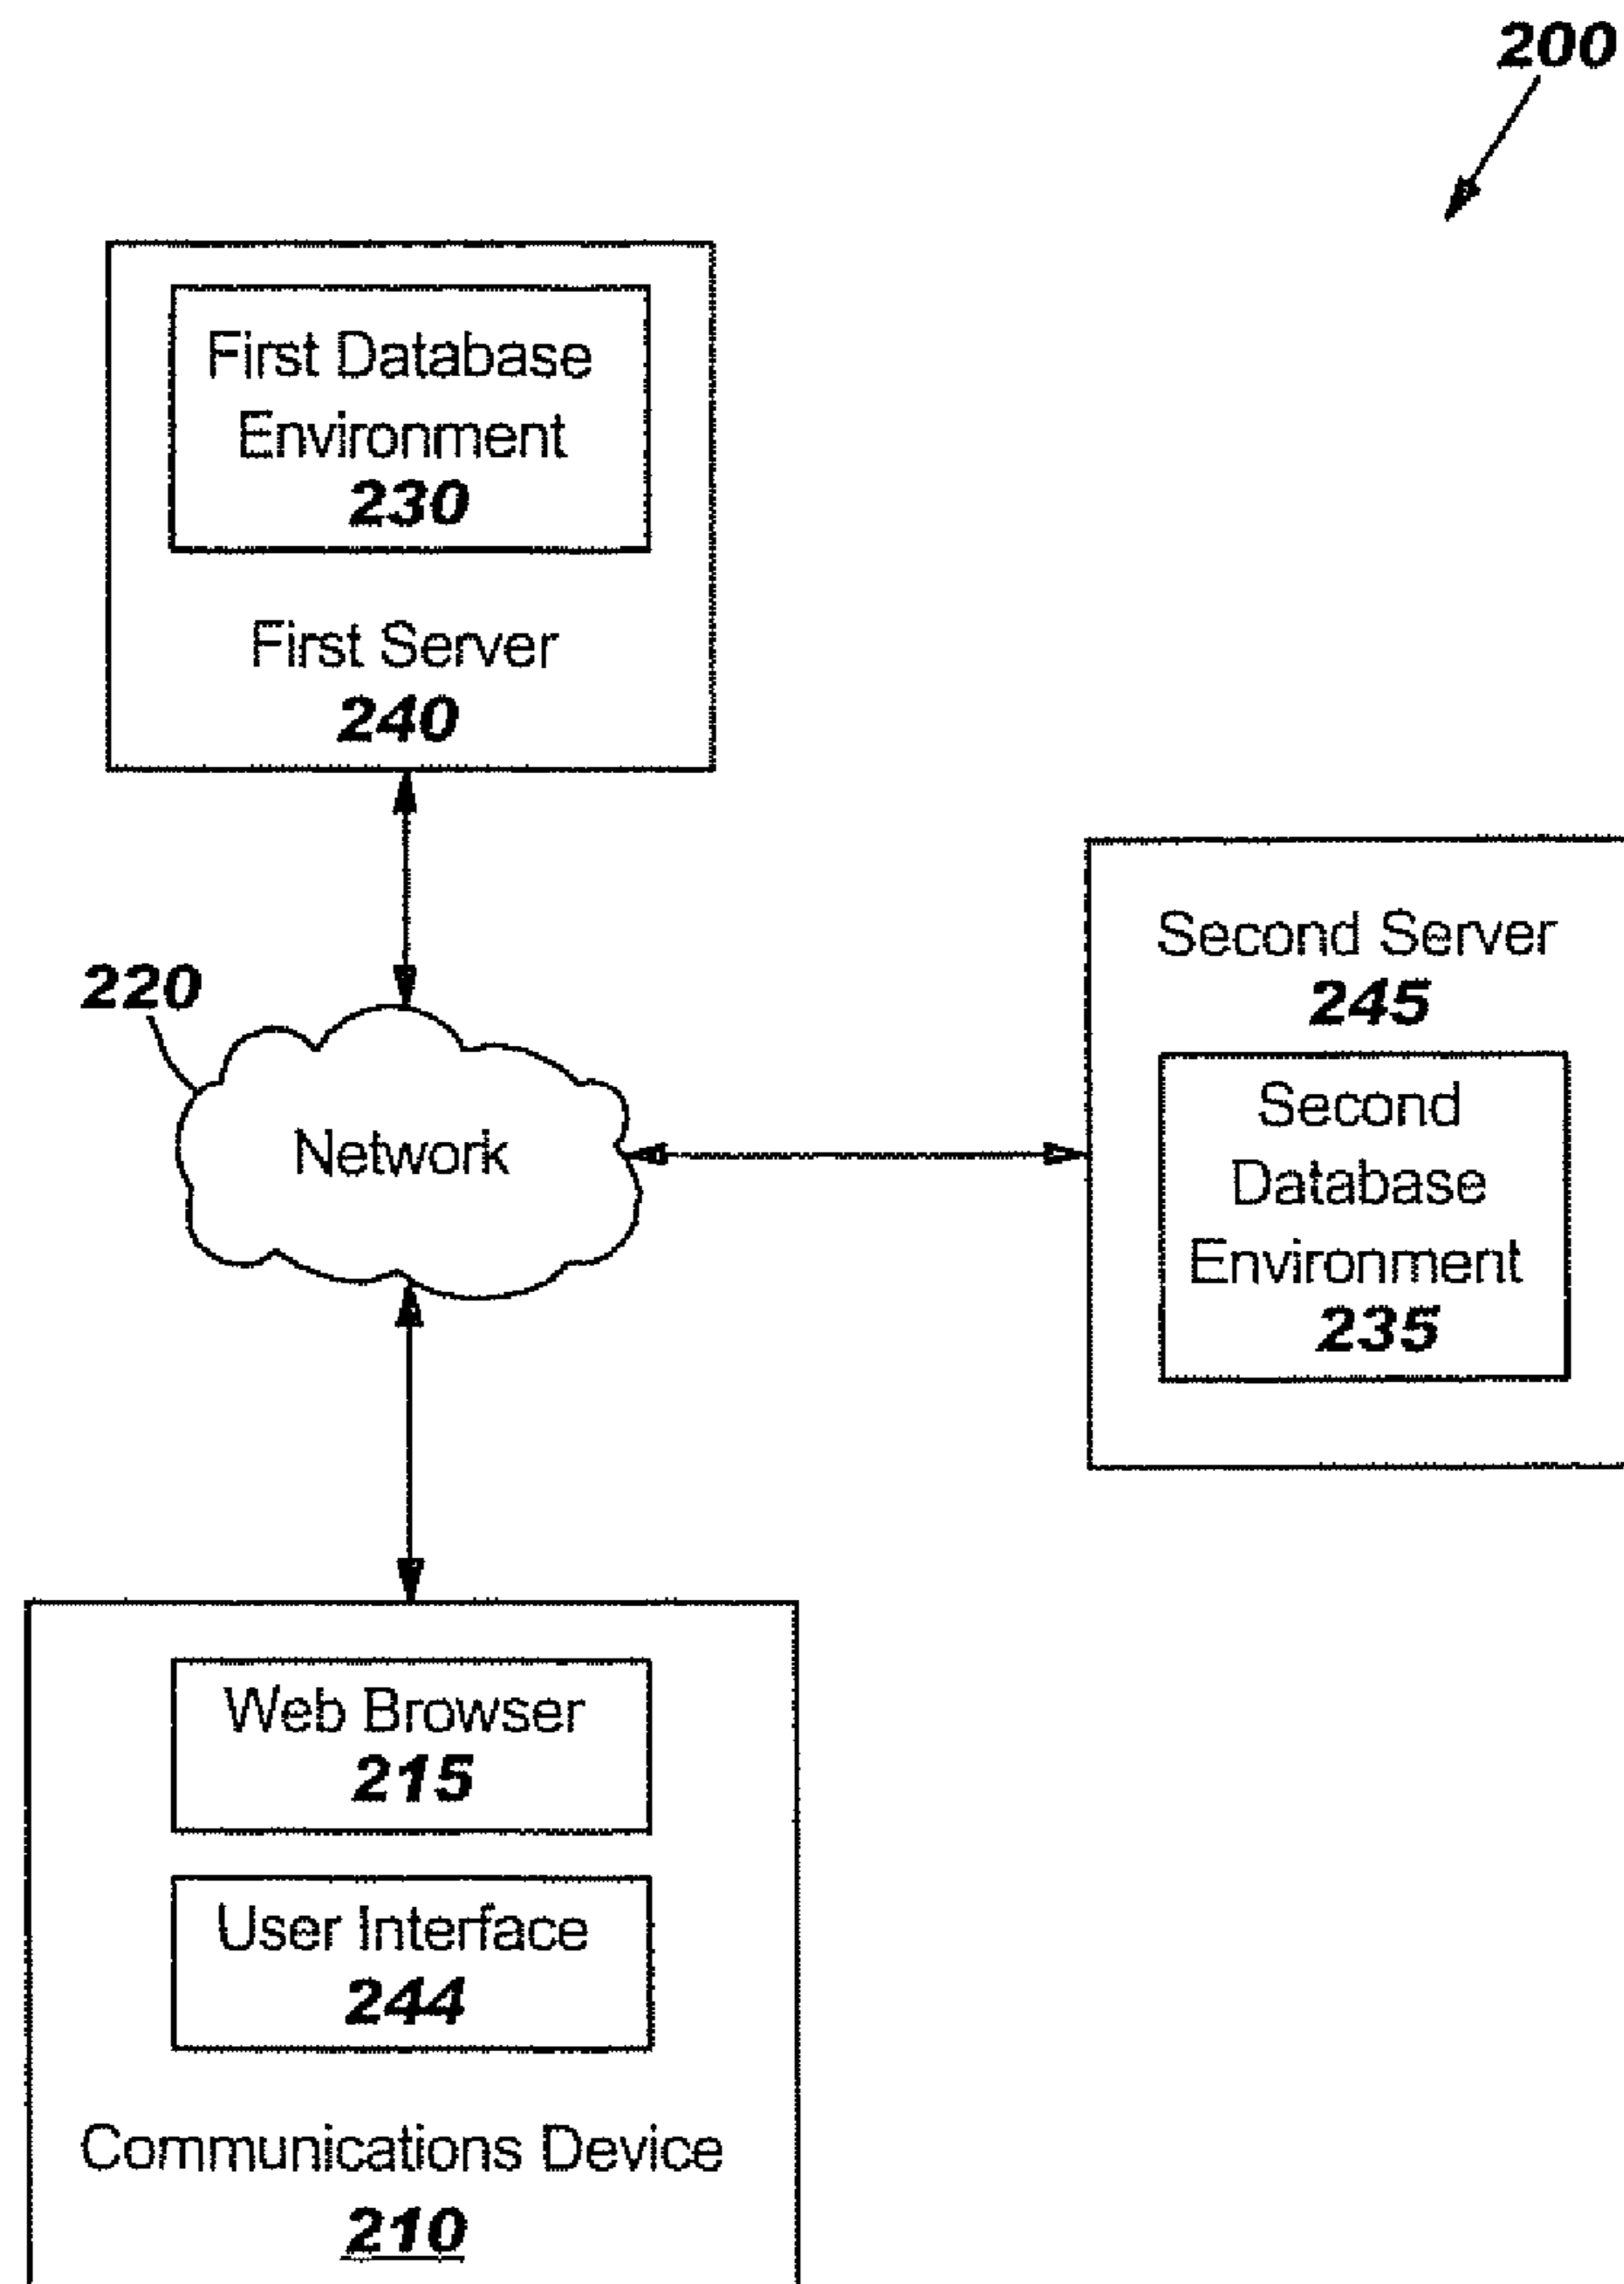 200
First Database
Environment
230
First Server
240
220
Network
Second Server
245
Second
Database
Environment
235
Web Browser
215
User Interface
244
Communications Device
210